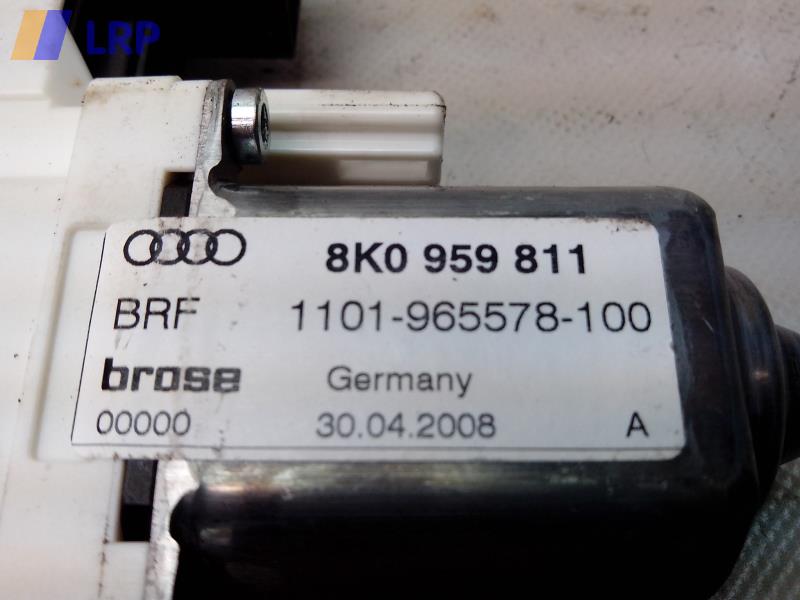 LRP
8K0 959 811
BRF 1101-965578-100
brose Germany
00000 30.04.2008 A